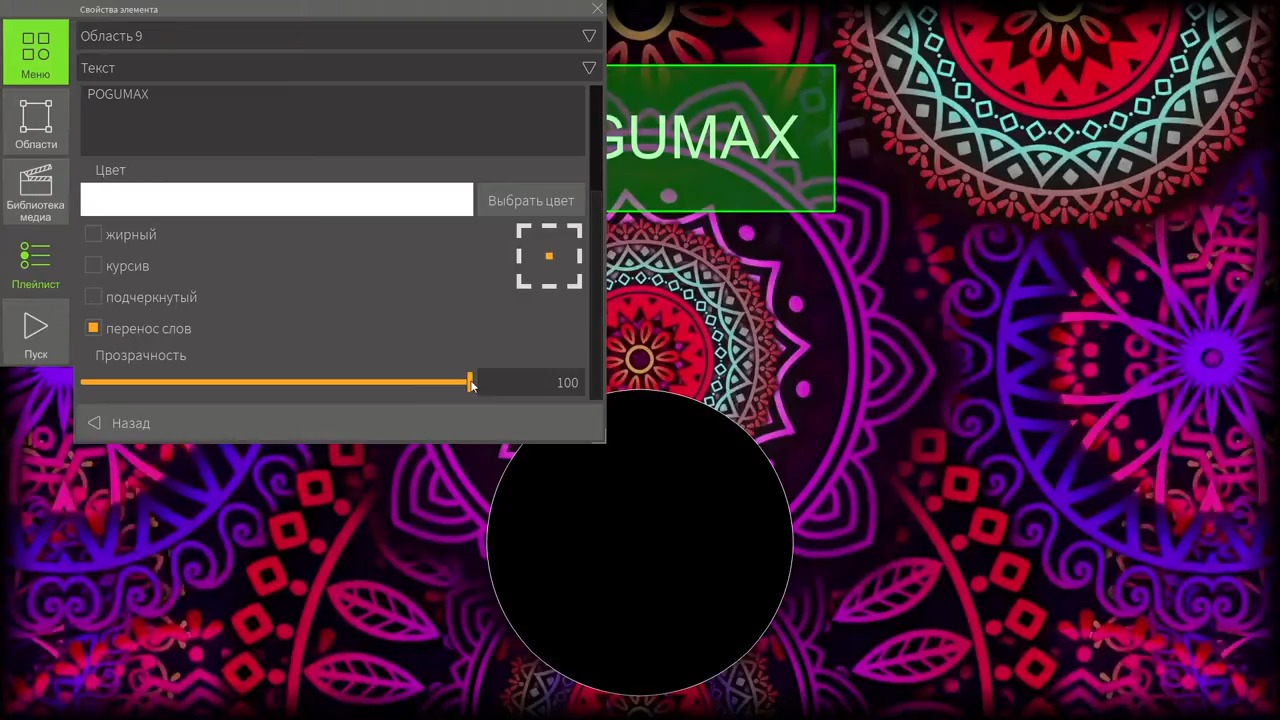 Свойства элемента
Область 9
Текст
POGUMAX
GUMAX
Цвет
Выбрать цвет
жирный
курсив
подчеркнутый
перенос слов
Прозрачность
100
Назад
Меню
Области
Библиотека
медиа
Плейлист
Пуск